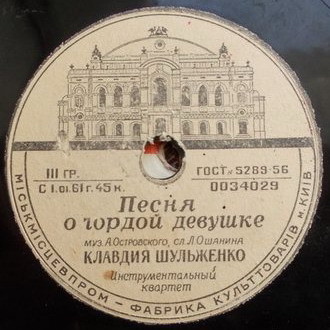 III ГР.
ГОСТ 5289-56
С 1.01.61 г. 45 к.
0034029
Песня
о гордой девушке
муз. А. Островского, сл. Л. Ошанина
КЛАВДИЯ ШУЛЬЖЕНКО
Инструментальный
квартет
МІСЬКМІСЦЕВПРОМ — ФАБРИКА КУЛЬТТОВАРІВ м. КИЇВ